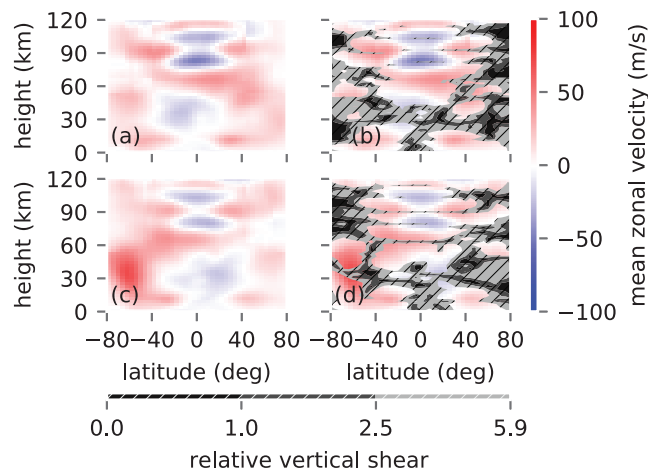 120
90
60
30
0
height (km)
(a)
(b)
100
50
0
−50
−100
mean zonal velocity (m/s)
120
90
60
30
0
height (km)
(c)
(d)
−80 −40 0 40 80
−80 −40 0 40 80
latitude (deg)
latitude (deg)
0.0 1.0 2.5 5.9
relative vertical shear